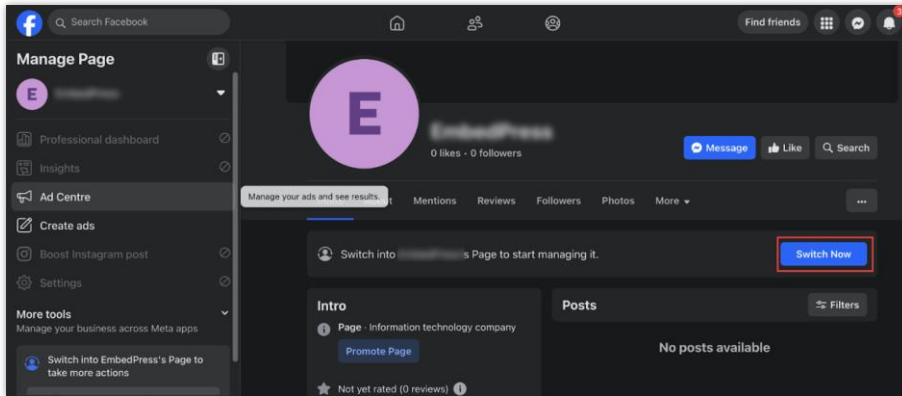 Search Facebook
Find friends
3
Manage Page
E
Professional dashboard
Insights
Ad Centre
Manage your ads and see results.
Create ads
Boost Instagram post
Settings
More tools
Manage your business across Meta apps
Switch into EmbedPress's Page to
take more actions
E
EmbedPress
0 likes • 0 followers
Message
Like
Search
Mentions
Reviews
Followers
Photos
More
Switch into
s Page to start managing it.
Switch Now
Intro
Page · Information technology company
Promote Page
Not yet rated (0 reviews)
Posts
Filters
No posts available